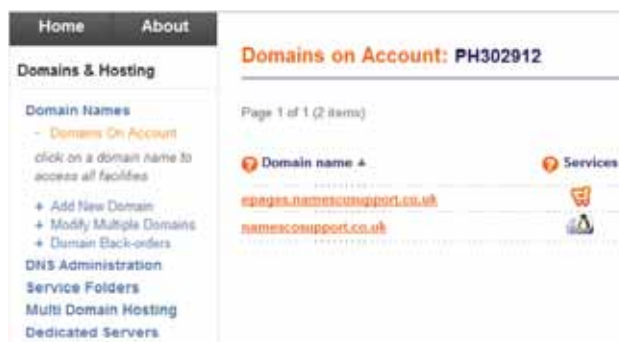 Home About
Domains & Hosting
Domain Names
- Domains On Account
click on a domain name to
access all facilities
+ Add New Domain
+ Modify Multiple Domains
+ Domain Back-orders
DNS Administration
Service Folders
Multi Domain Hosting
Dedicated Servers
Domains on Account: PH302912
Page 1 of 1 (2 items)
Domain name Services
epages.namescosupport.co.uk
namescosupport.co.uk